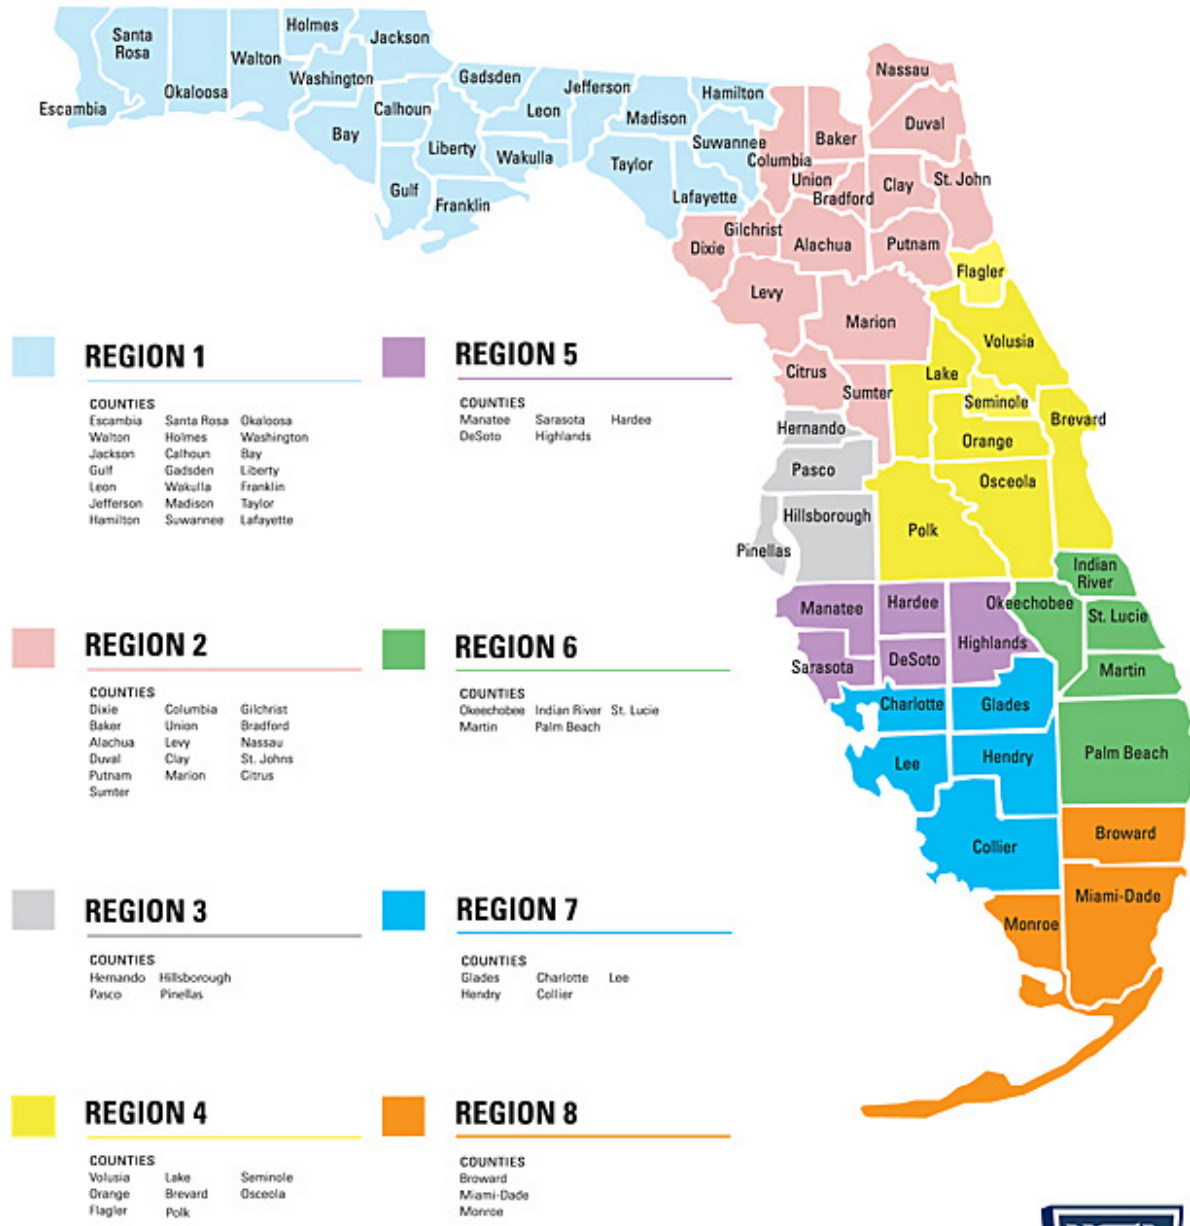 Holmes
Santa
Rosa
Jackson
Walton
Washington
Gadsden
Nassau
Okaloosa
Jefferson
Hamilton
Escambia
Calhoun
Leon
Madison
Duval
Bay
Baker
Liberty
Suwannee
Wakulla
Columbia
Taylor
Union
Clay
St. John
Gulf
Lafayette
Bradford
Franklin
Gilchrist
Dixie
Alachua
Putnam
Flagler
Levy
Marion
Volusia
Citrus
Lake
Sumter
Seminole
Brevard
Hernando
Orange
Pasco
Osceola
Hillsborough
Polk
Pinellas
Indian
River
Manatee
Hardee
Okeechobee
St. Lucie
Highlands
Sarasota
DeSoto
Martin
Charlotte
Glades
Lee
Hendry
Palm Beach
Broward
Collier
Miami-Dade
Monroe
REGION 1
COUNTIES
Escambia Santa Rosa Okaloosa
Walton Holmes Washington
Jackson Calhoun Bay
Gulf Gadsden Liberty
Leon Wakulla Franklin
Jefferson Madison Taylor
Hamilton Suwannee Lafayette
REGION 5
COUNTIES
Manatee Sarasota Hardee
DeSoto Highlands
REGION 2
COUNTIES
Dixie Columbia Gilchrist
Baker Union Bradford
Alachua Levy Nassau
Duval Clay St. Johns
Putnam Marion Citrus
Sumter
REGION 6
COUNTIES
Okeechobee Indian River St. Lucie
Martin Palm Beach
REGION 3
COUNTIES
Hernando Hillsborough
Pasco Pinellas
REGION 7
COUNTIES
Glades Charlotte Lee
Hendry Collier
REGION 4
COUNTIES
Volusia Lake Seminole
Orange Brevard Osceola
Flagler Polk
REGION 8
COUNTIES
Broward
Miami-Dade
Monroe